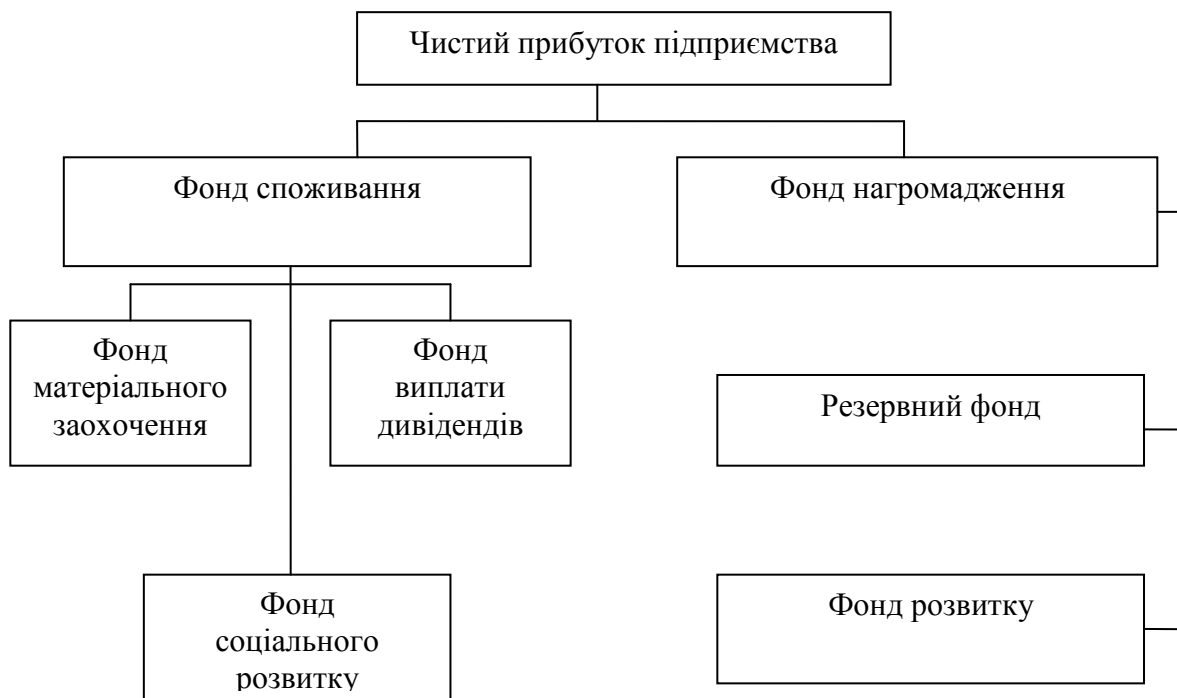 Чистий прибуток підприємства
Фонд споживання
Фонд нагромадження
Фонд
матеріального
заохочення
Фонд
виплати
дивідендів
Резервний фонд
Фонд
соціального
розвитку
Фонд розвитку